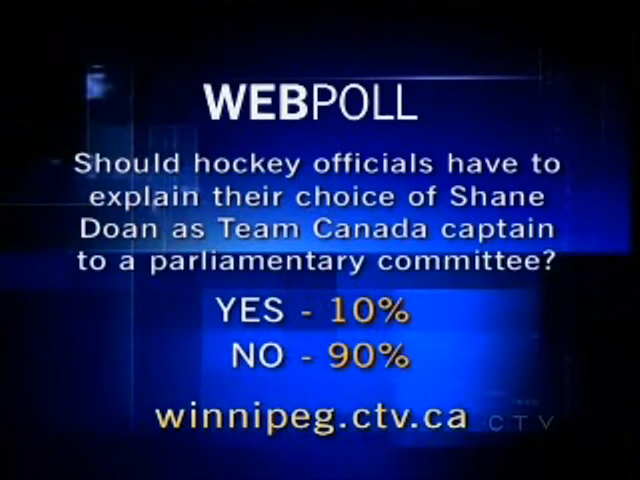 WEBPOLL
Should hockey officials have to
explain their choice of Shane
Doan as Team Canada captain
to a parliamentary committee?
YES - 10%
NO - 90%
winnipeg.ctv.ca
CTV